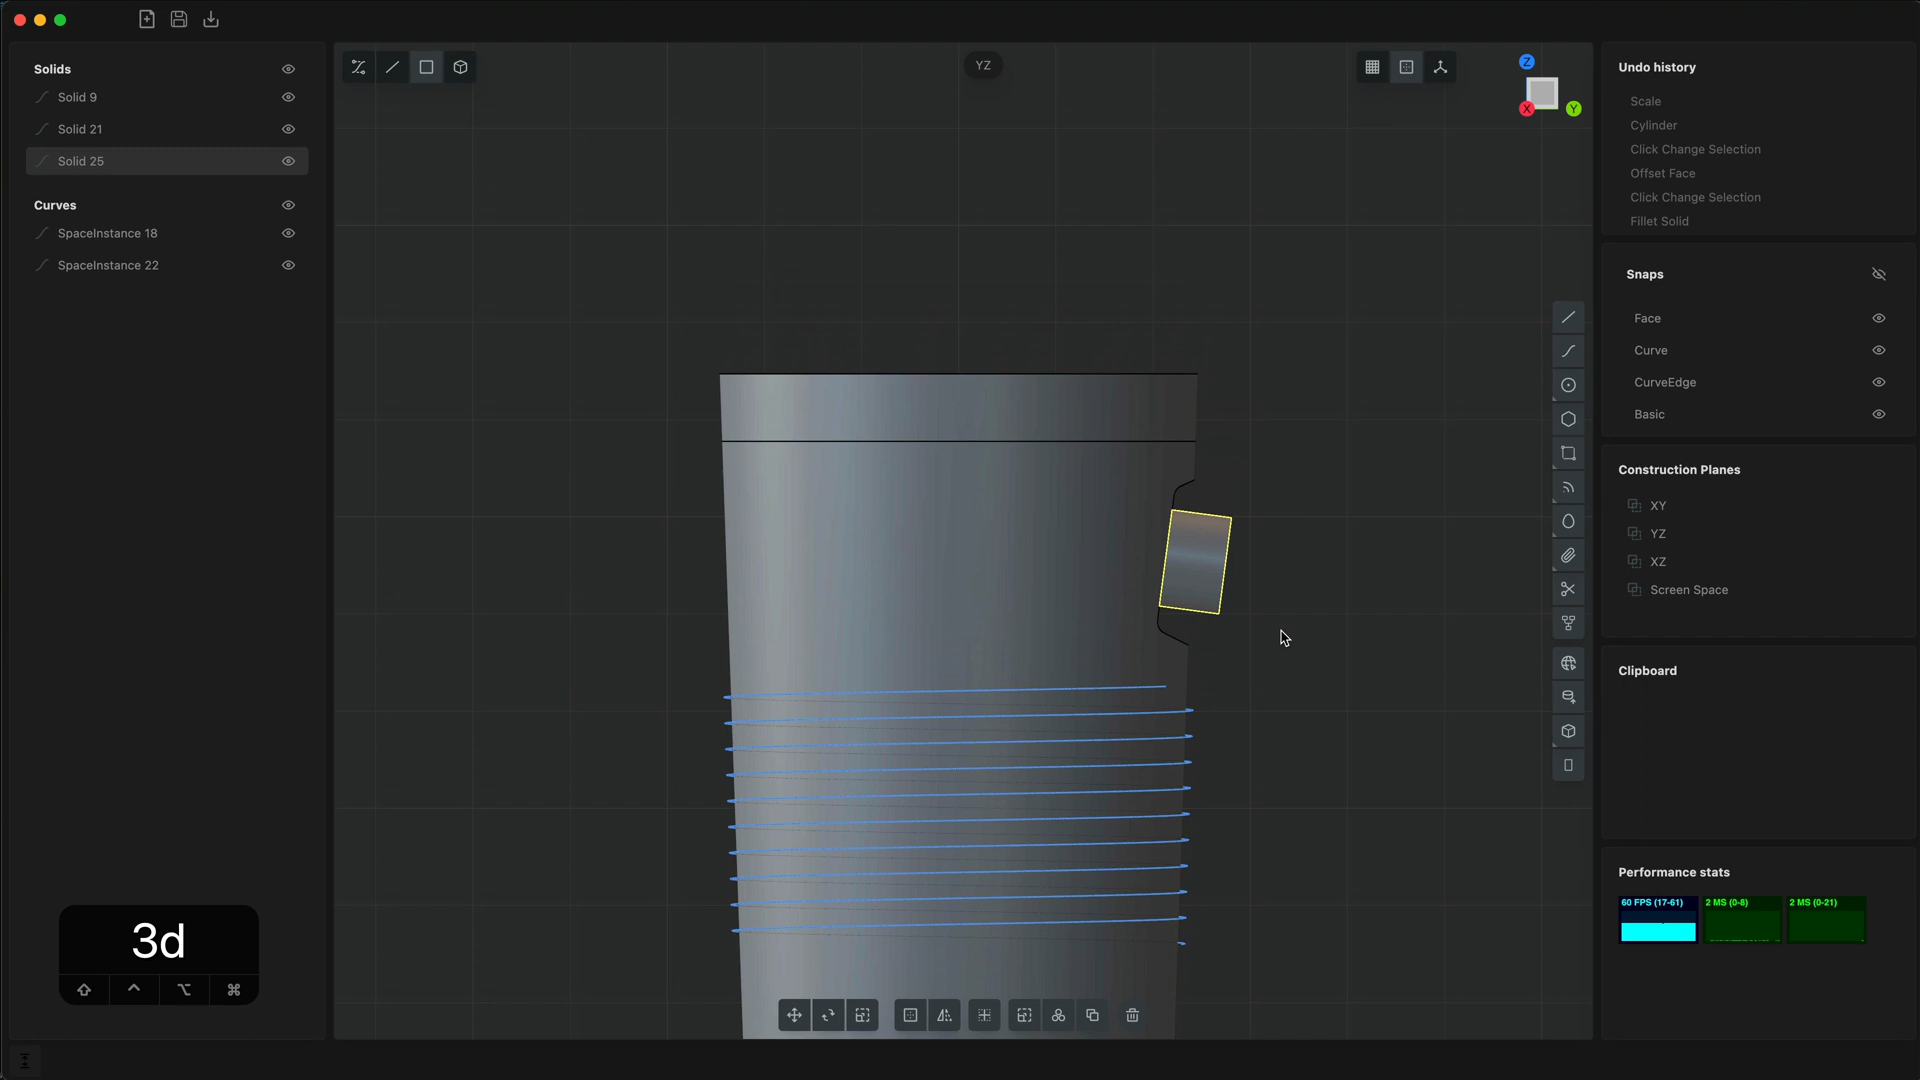 Solids
Solid 9
Solid 21
Solid 25
Curves
SpaceInstance 18
SpaceInstance 22
3d
YZ
Z
X
Y
Undo history
Scale
Cylinder
Click Change Selection
Offset Face
Click Change Selection
Fillet Solid
Snaps
Face
Curve
CurveEdge
Basic
Construction Planes
XY
YZ
XZ
Screen Space
Clipboard
Performance stats
60 FPS (17-61)
2 MS (0-8)
2 MS (0-21)